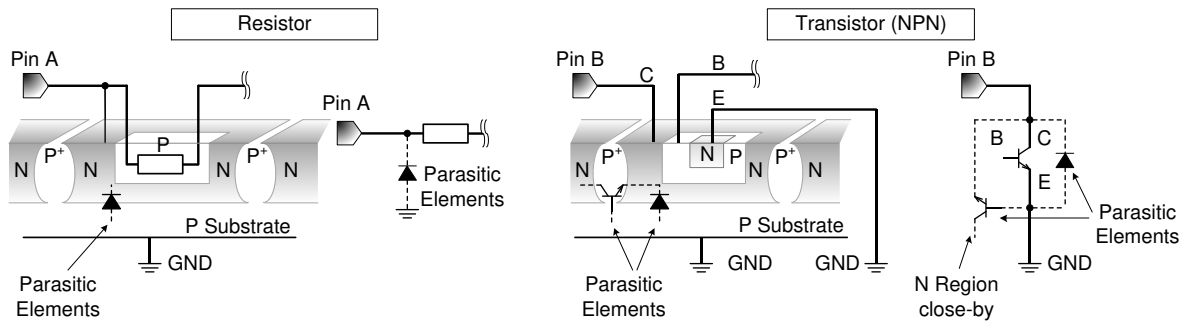 Resistor
Transistor (NPN)
Pin A
Pin B
C
B
E
Pin B
Pin A
N
P+
N
P
N
P+
N
Parasitic
Elements
P Substrate
GND
Parasitic
Elements
N
P+
N
N
P
N
P+
N
P Substrate
GND
GND
Parasitic
Elements
B
C
E
Parasitic
Elements
GND
N Region
close-by